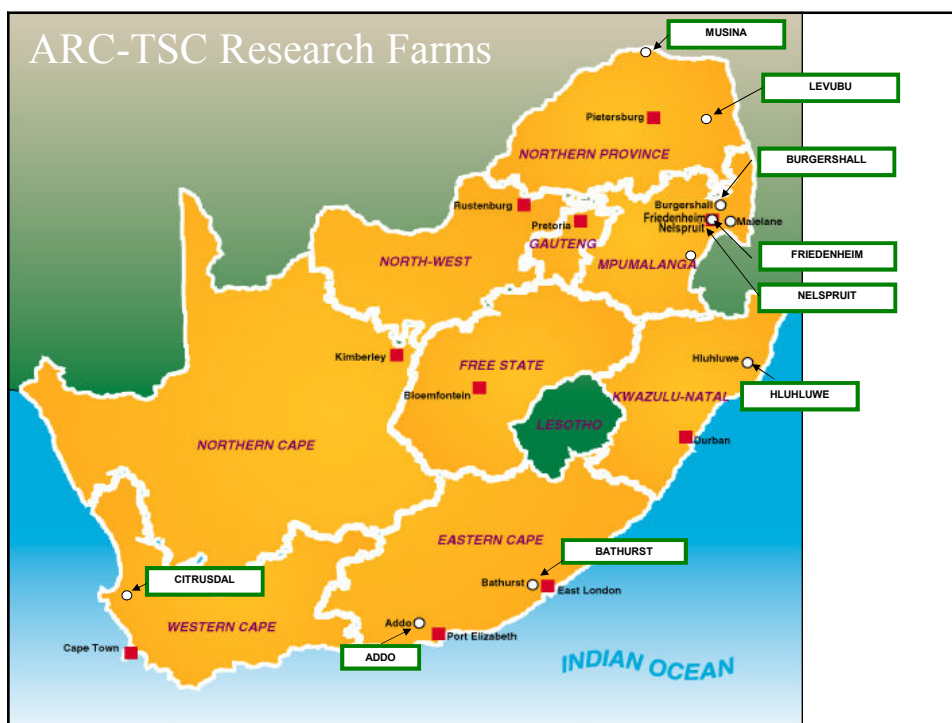 ARC-TSC Research Farms
MUSINA
LEVUBU
Pietersburg
NORTHERN PROVINCE
BURGERSHALL
Rustenburg
Burgershall
Pretoria
Friedenheim
Malelane
Nelspruit
GAUTENG
NORTH-WEST
MPUMALANGA
FRIEDENHEIM
NELSPRUIT
Kimberley
FREE STATE
Hluhluwe
Bloemfontein
KWAZULU-NATAL
HLUHLUWE
LESOTHO
NORTHERN CAPE
Durban
EASTERN CAPE
BATHURST
CITRUSDAL
Bathurst
East London
WESTERN CAPE
Addo
Port Elizabeth
Cape Town
ADDO
INDIAN OCEAN